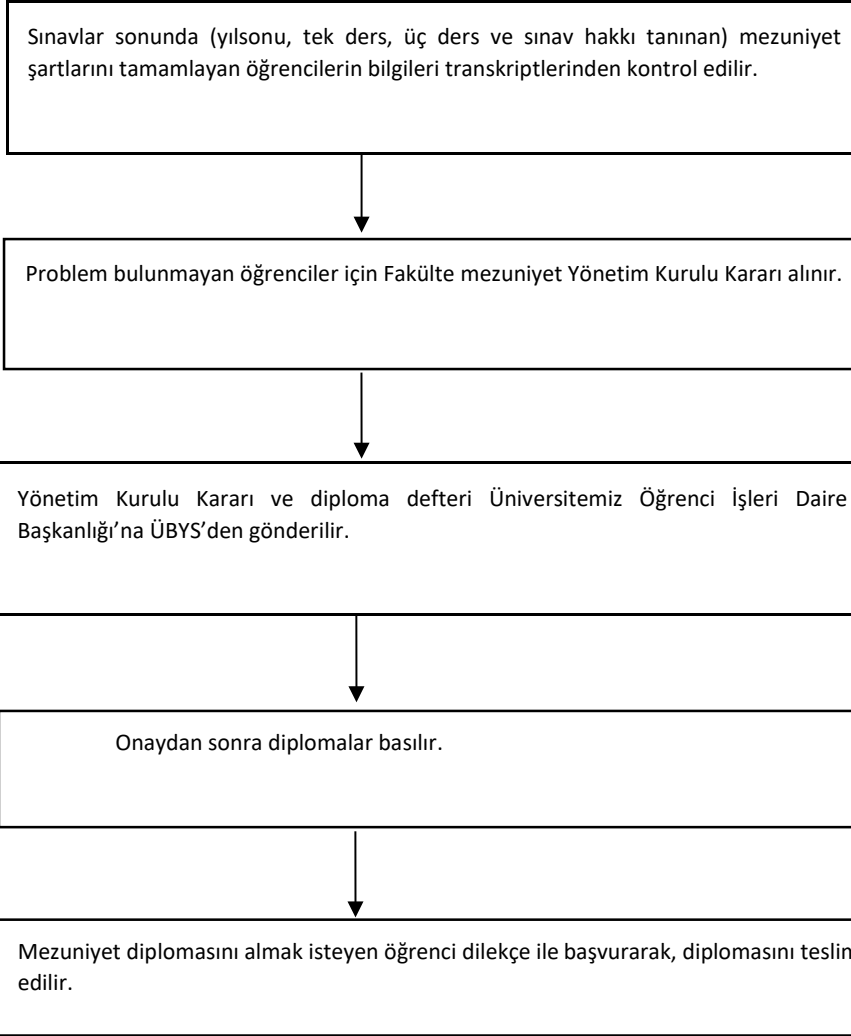 Sınavlar sonunda (yılsonu, tek ders, üç ders ve sınav hakkı tanınan) mezuniyet
şartlarını tamamlayan öğrencilerin bilgileri transkriptlerinden kontrol edilir.
Problem bulunmayan öğrenciler için Fakülte mezuniyet Yönetim Kurulu Kararı alınır.
Yönetim Kurulu Kararı ve diploma defteri Üniversitemiz Öğrenci İşleri Daire
Başkanlığı’na ÜBYS’den gönderilir.
Onaydan sonra diplomalar basılır.
Mezuniyet diplomasını almak isteyen öğrenci dilekçe ile başvurarak, diplomasını teslim
edilir.